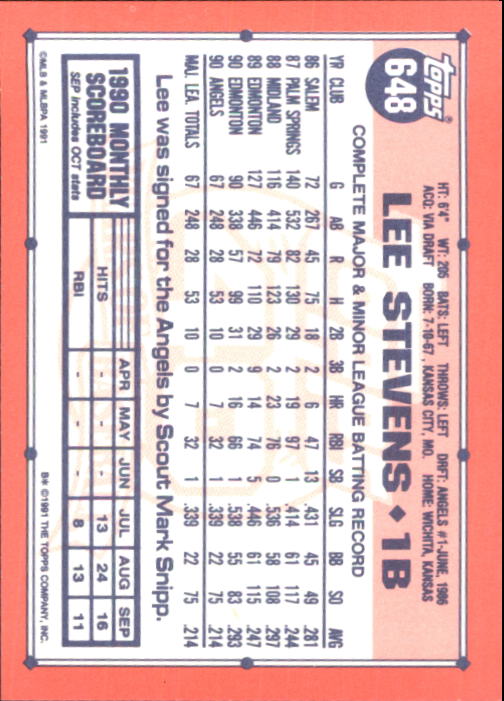 topps®
648
HT: 6'4" WT: 205 BATS: LEFT THROWS: LEFT DRFT: ANGELS #1-JUNE, 1986
ACQ: VIA DRAFT BORN: 7-10-67, KANSAS CITY, MO. HOME: WICHITA, KANSAS
LEE STEVENS ♦ 1B
COMPLETE MAJOR & MINOR LEAGUE BATTING RECORD
YR CLUB G AB R H 2B 3B HR RBI SB SLG BB SO AVG
86 SALEM 72 267 45 75 18 2 6 47 13 .431 45 49 .281
87 PALM SPRINGS 140 532 82 130 29 2 19 97 1 .414 61 117 .244
88 MIDLAND 116 414 79 123 26 2 23 76 0 .536 58 108 .297
89 EDMONTON 127 446 72 110 29 9 14 74 5 .446 61 115 .247
90 EDMONTON 90 338 57 99 31 2 16 66 1 .538 55 83 .293
90 ANGELS 67 248 28 53 10 0 7 32 1 .339 22 75 .214
MAJ. LEA. TOTALS 67 248 28 53 10 0 7 32 1 .339 22 75 .214
Lee was signed for the Angels by Scout Mark Snipp.
1990 MONTHLY
SCOREBOARD
SEP includes OCT stats
APR MAY JUN JUL AUG SEP
HITS - - - 13 24 16
RBI - - - 8 13 11
©MLB & MLBPA 1991
B* ©1991 THE TOPPS COMPANY, INC.